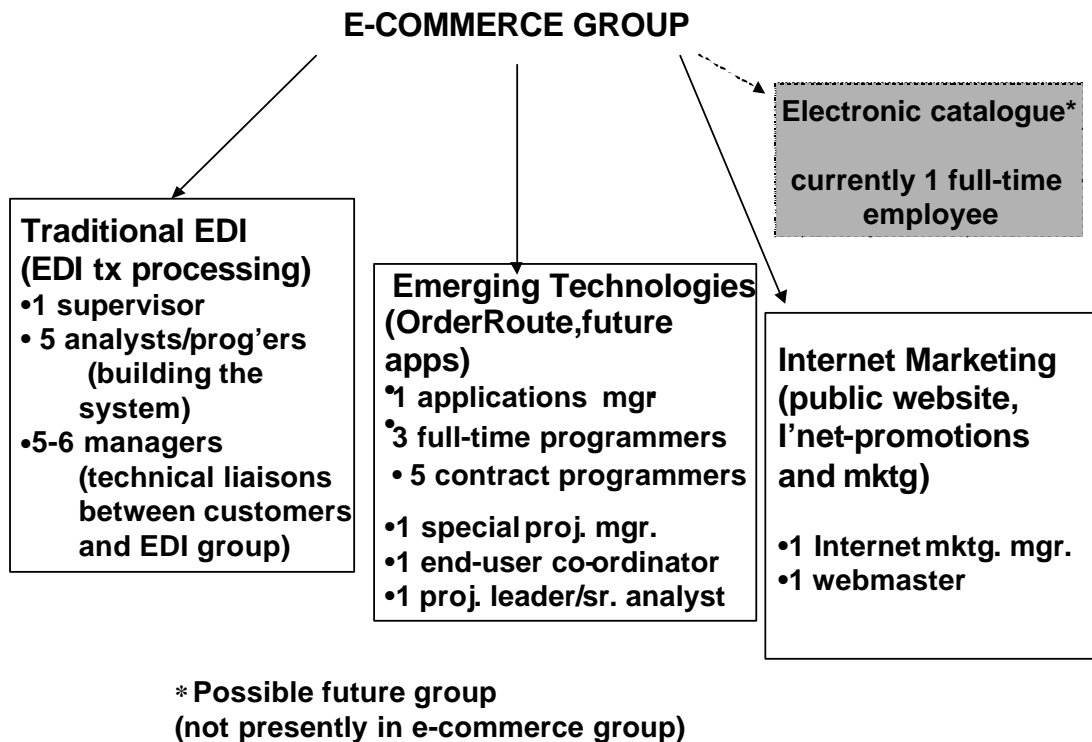 E-COMMERCE GROUP
Electronic catalogue*
currently 1 full-time
employee
Traditional EDI
(EDI tx processing)
•1 supervisor
• 5 analysts/prog’ers
(building the
system)
•5-6 managers
(technical liaisons
between customers
and EDI group)
Emerging Technologies
(OrderRoute,future
apps)
•1 applications mgr
•3 full-time programmers
• 5 contract programmers
•1 special proj. mgr.
•1 end-user co-ordinator
•1 proj. leader/sr. analyst
Internet Marketing
(public website,
I’net-promotions
and mktg)
•1 Internet mktg. mgr.
•1 webmaster
* Possible future group
(not presently in e-commerce group)